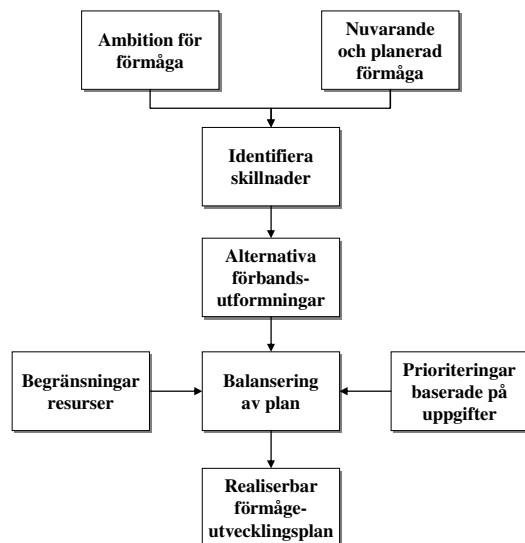 Ambition för
förmåga
Nuvarande
och planerad
förmåga
Identifiera
skillnader
Alternativa
förbands-
utformningar
Begränsningar
resurser
Balansering
av plan
Prioriteringar
baserade på
uppgifter
Realiserbar
förmåge-
utvecklingsplan